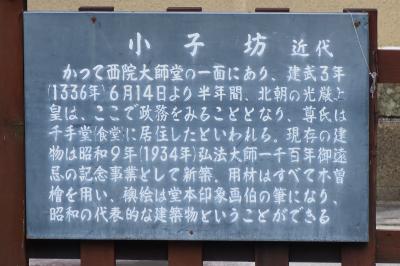 小子坊 近代
かつて西院大師堂の一面にあり、建武3年
(1336年)6月14日より半年間、北朝の光厳上
皇は、ここで政務をみることとなり、尊氏は
千手堂(食堂)に居住したといわれる。現存の建
物は昭和9年(1934年)弘法大師一千百年御遠
忌の記念事業として新築。用材はすべて木曽
檜を用い、襖絵は堂本印象画伯の筆になり、
昭和の代表的な建築物ということができる